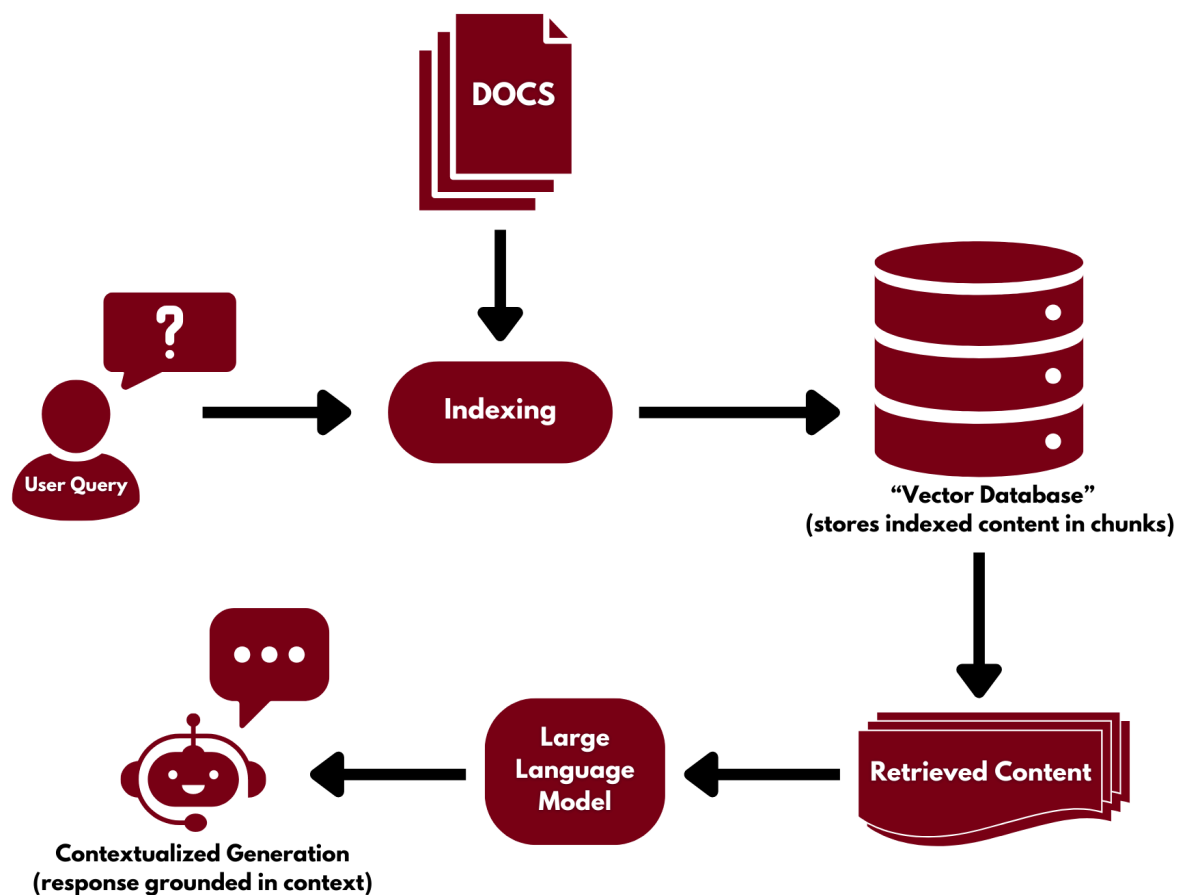 DOCS
?
User Query
Indexing
“Vector Database”
(stores indexed content in chunks)
Retrieved Content
Large
Language
Model
Contextualized Generation
(response grounded in context)